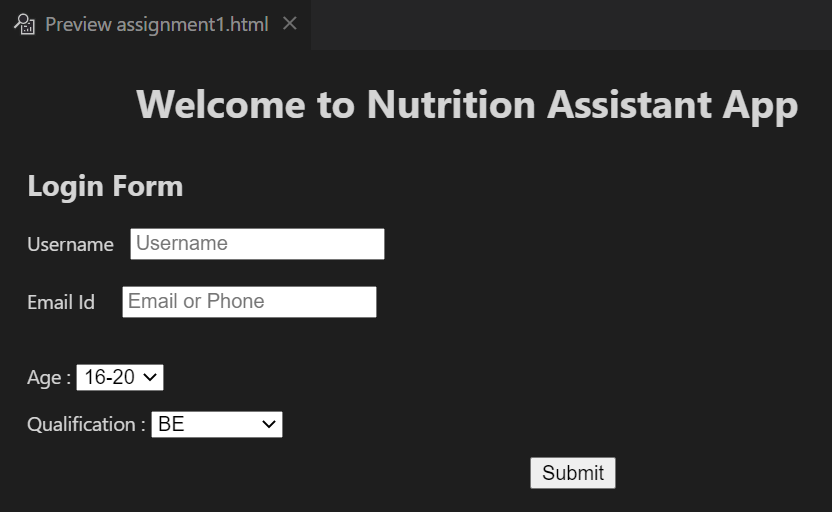 Preview assignment1.html
Welcome to Nutrition Assistant App
Login Form
Username Username
Email Id Email or Phone
Age : 16-20
Qualification : BE
Submit